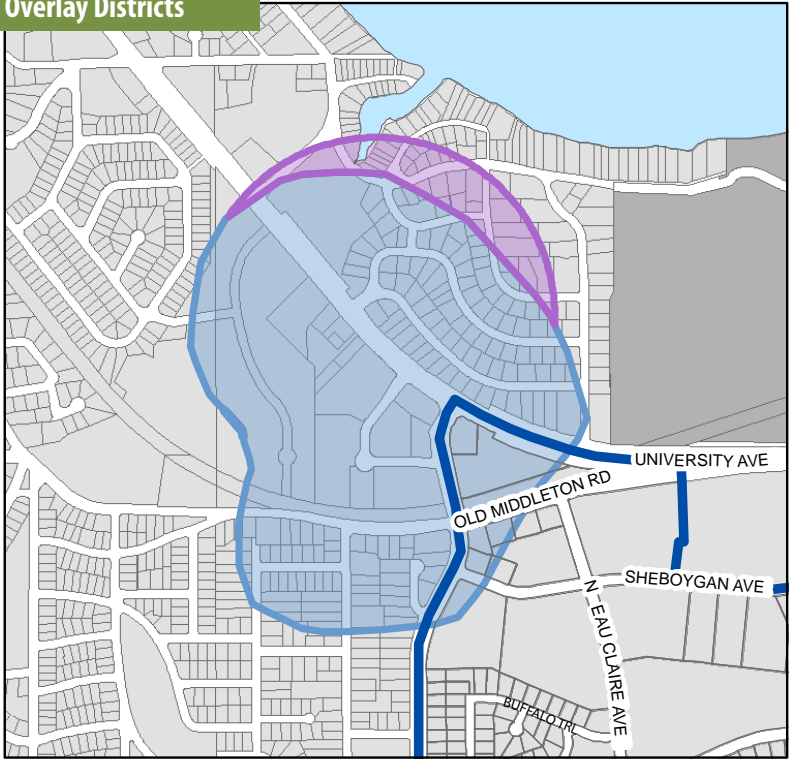 Overlay Districts
UNIVERSITY AVE
OLD MIDDLETON RD
SHEBOYGAN AVE
N EAU CLAIRE AVE
BUFFALO TRL